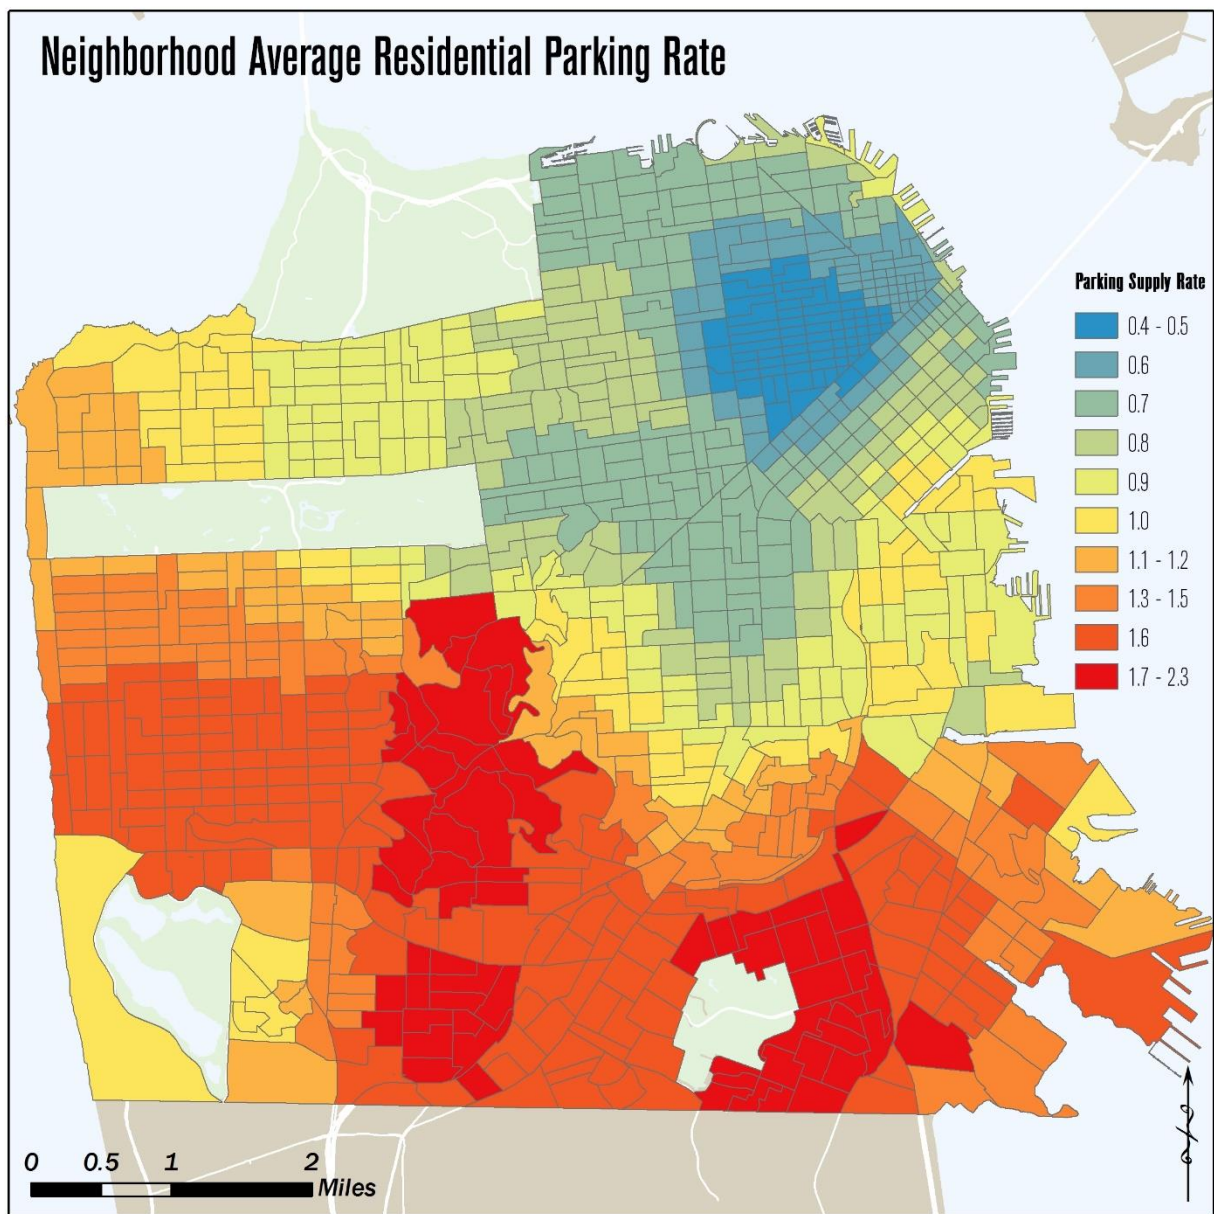 Neighborhood Average Residential Parking Rate
Parking Supply Rate
0.4 - 0.5
0.6
0.7
0.8
0.9
1.0
1.1 - 1.2
1.3 - 1.5
1.6
1.7 - 2.3
0 0.5 1 2
Miles